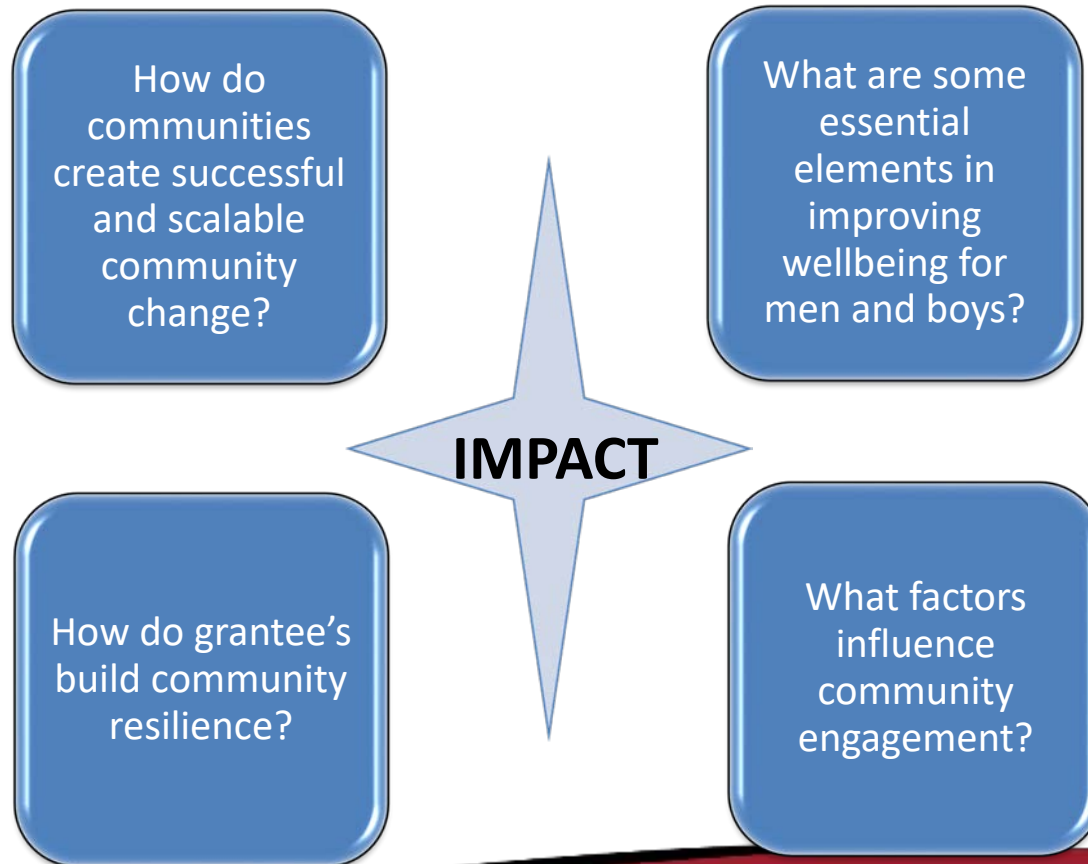 How do
communities
create successful
and scalable
community
change?
What are some
essential
elements in
improving
wellbeing for
men and boys?
IMPACT
How do grantee’s
build community
resilience?
What factors
influence
community
engagement?